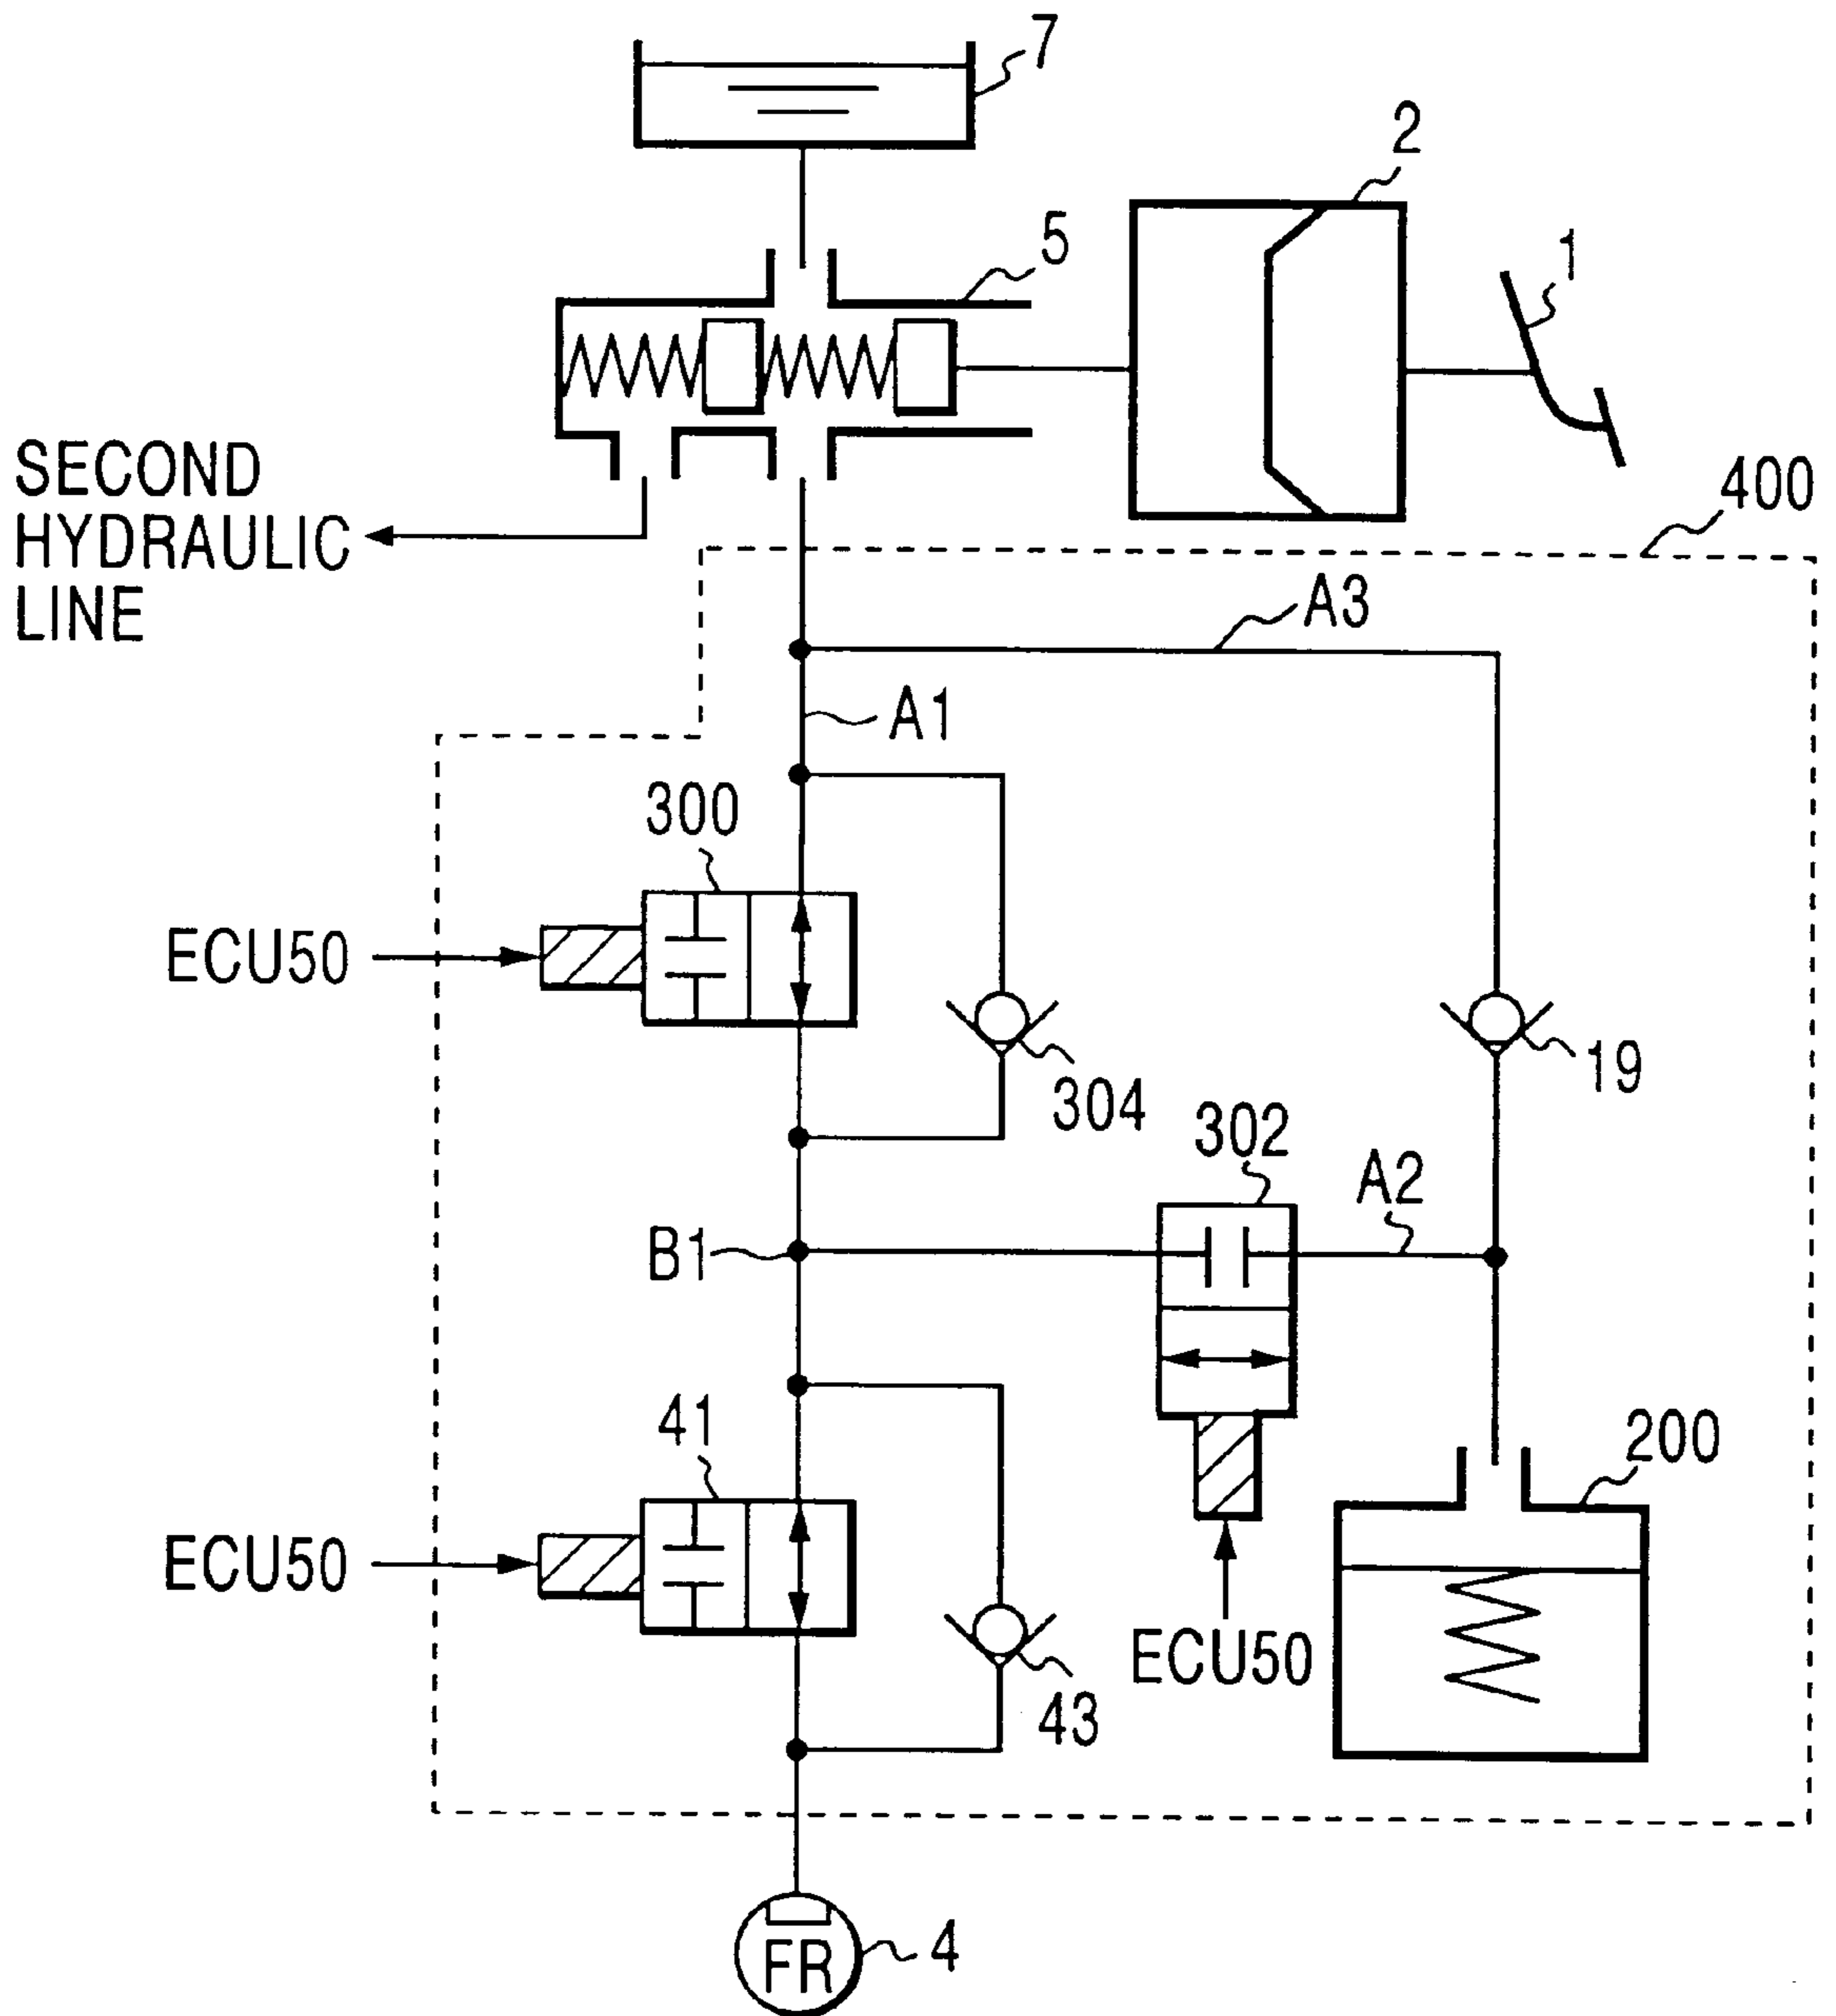 7
2
5
1
SECOND
HYDRAULIC
LINE
400
A3
A1
300
ECU50
304
19
302
A2
B1
41
200
ECU50
ECU50
43
FR
4